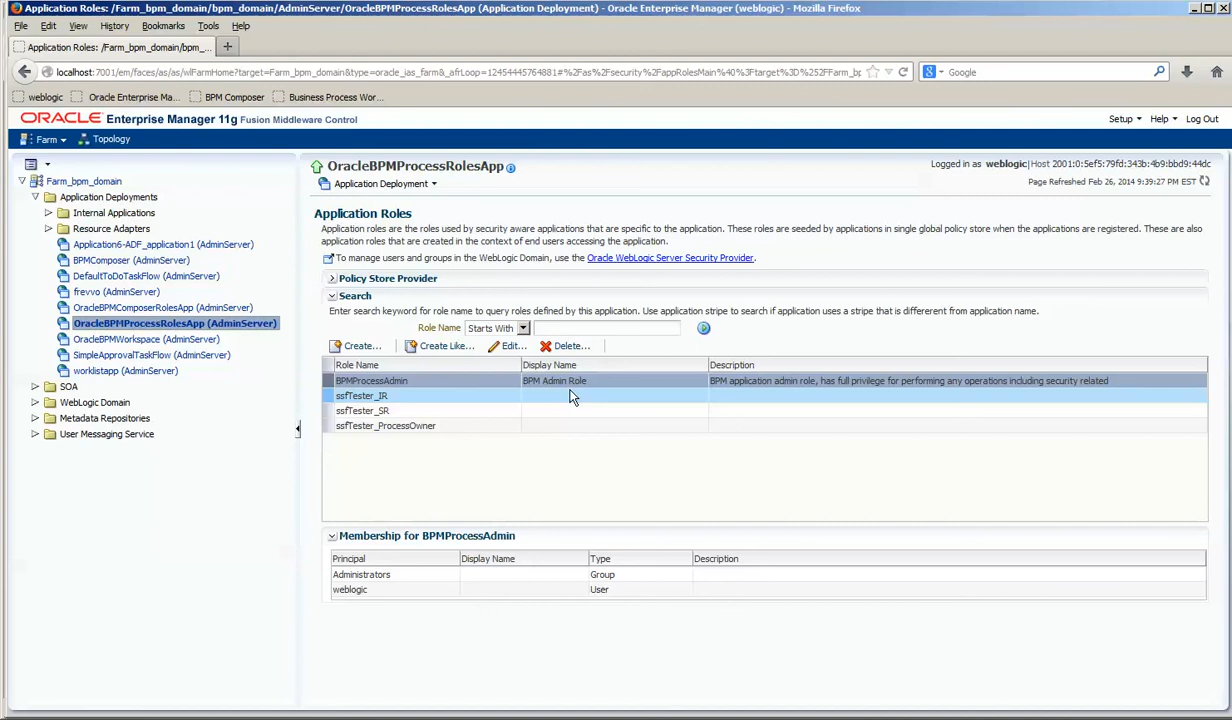 Application Roles: /Farm_bpm_domain/bpm_domain/AdminServer/OracleBPMProcessRolesApp (Application Deployment) - Oracle Enterprise Manager (weblogic) - Mozilla Firefox
File Edit View History Bookmarks Tools Help
Application Roles: /Farm_bpm_domain/bpm_...
localhost:7001/em/faces/as/as/wlFarmHome?target=Farm_bpm_domain&type=oracle_ias_farm&_afrLoop=12454445764881#%2Fas%2Fsecurity%2FappRolesMain %40%3Ftarget%3D%252FFarm_bp
Google
weblogic Oracle Enterprise Ma... BPM Composer Business Process Wor...
ORACLE Enterprise Manager 11g Fusion Middleware Control
Setup Help Log Out
Farm Topology
Farm_bpm_domain
Application Deployments
Internal Applications
Resource Adapters
Application6-ADF_application1 (AdminServer)
BPMComposer (AdminServer)
DefaultToDoTaskFlow (AdminServer)
frevvo (AdminServer)
OracleBPMComposerRolesApp (AdminServer)
OracleBPMProcessRolesApp (AdminServer)
OracleBPMWorkspace (AdminServer)
SimpleApprovalTaskFlow (AdminServer)
worklistapp (AdminServer)
SOA
WebLogic Domain
Metadata Repositories
User Messaging Service
OracleBPMProcessRolesApp
Logged in as weblogic|Host 2001:0:5ef5:79fd:343b:4b9:bbd9:44dc
Application Deployment
Page Refreshed Feb 26, 2014 9:39:27 PM EST
Application Roles
Application roles are the roles used by security aware applications that are specific to the application. These roles are seeded by applications in single global policy store when the applications are registered. These are also
application roles that are created in the context of end users accessing the application.
To manage users and groups in the WebLogic Domain, use the Oracle WebLogic Server Security Provider.
Policy Store Provider
Search
Enter search keyword for role name to query roles defined by this application. Use application stripe to search if application uses a stripe that is differerent from application name.
Role Name Starts With
Create... Create Like... Edit... Delete...
Role Name Display Name Description
BPMProcessAdmin BPM Admin Role BPM application admin role, has full privilege for performing any operations including security related
ssfTester_IR
ssfTester_SR
ssfTester_ProcessOwner
Membership for BPMProcessAdmin
Principal Display Name Type Description
Administrators Group
weblogic User